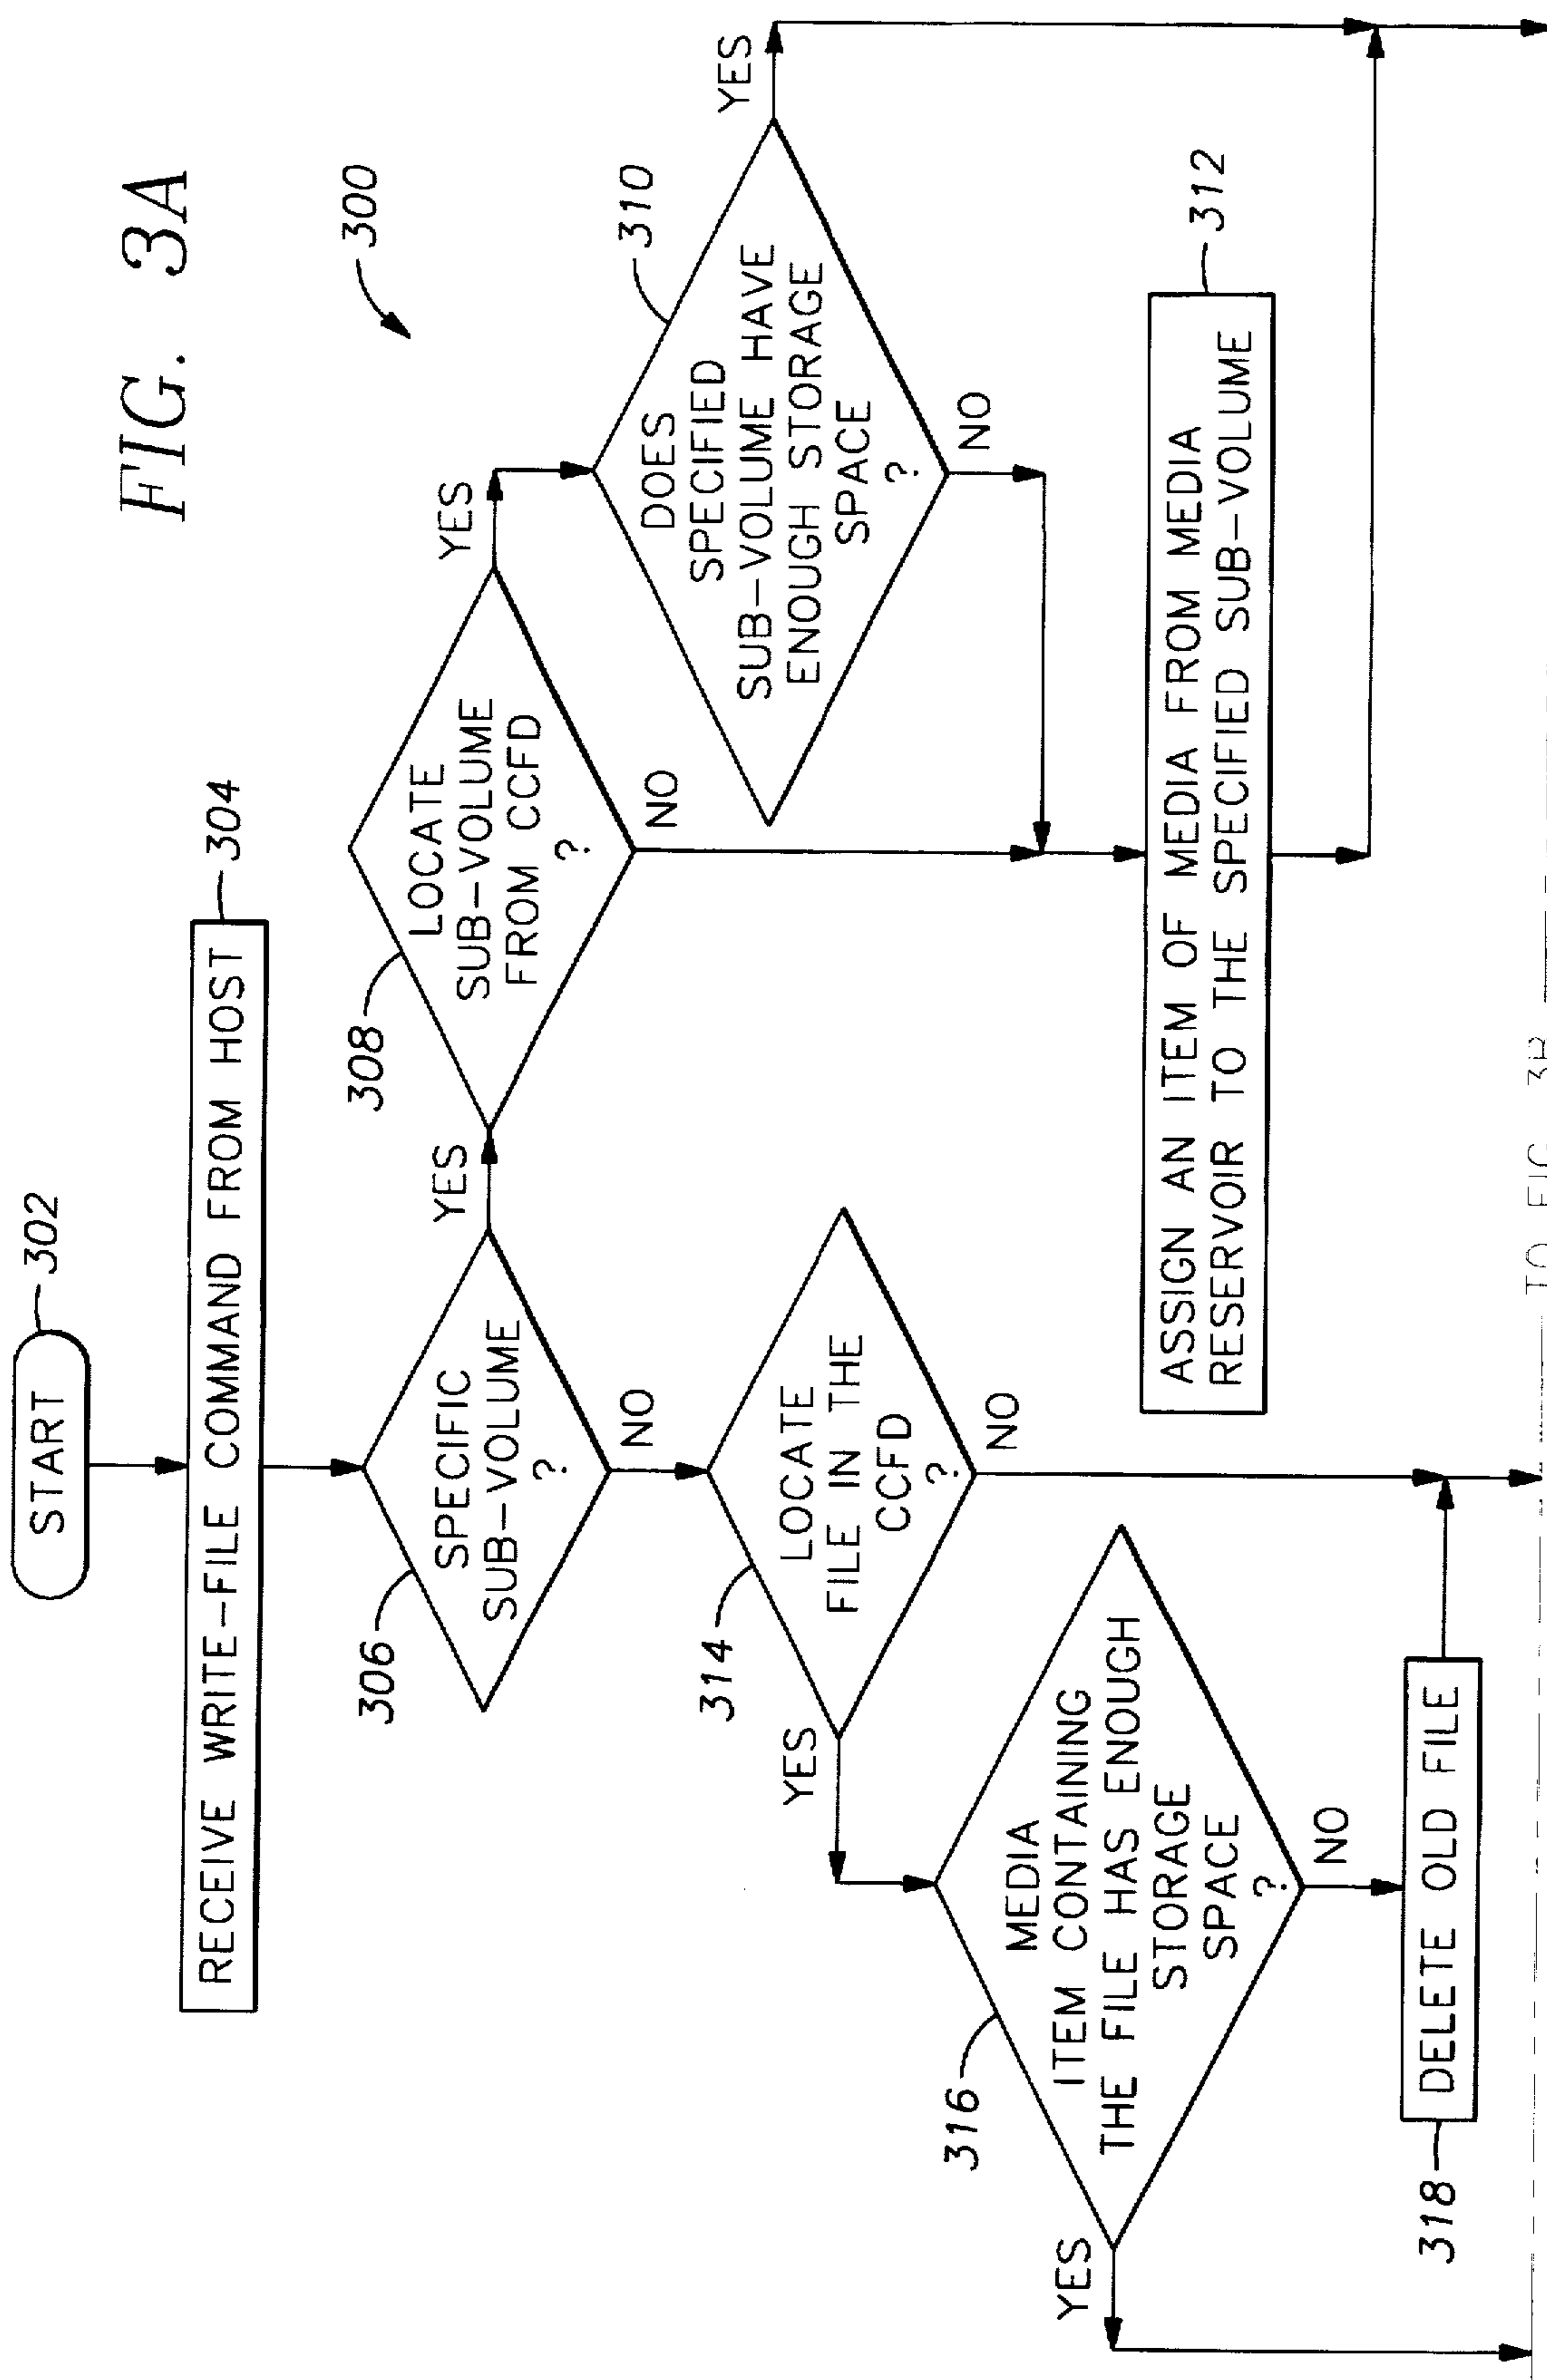 FIG. 3A
300
START
302
RECEIVE WRITE-FILE COMMAND FROM HOST
304
306
SPECIFIC
SUB-VOLUME
?
YES
NO
308
LOCATE
SUB-VOLUME
FROM CCFD
?
YES
NO
310
DOES
SPECIFIED
SUB-VOLUME HAVE
ENOUGH STORAGE
SPACE
?
YES
NO
ASSIGN AN ITEM OF MEDIA FROM MEDIA
RESERVOIR TO THE SPECIFIED SUB-VOLUME
312
314
LOCATE
FILE IN THE
CCFD
?
YES
NO
316
MEDIA
ITEM CONTAINING
THE FILE HAS ENOUGH
STORAGE
SPACE
?
YES
NO
318
DELETE OLD FILE
TO FIG. 3B